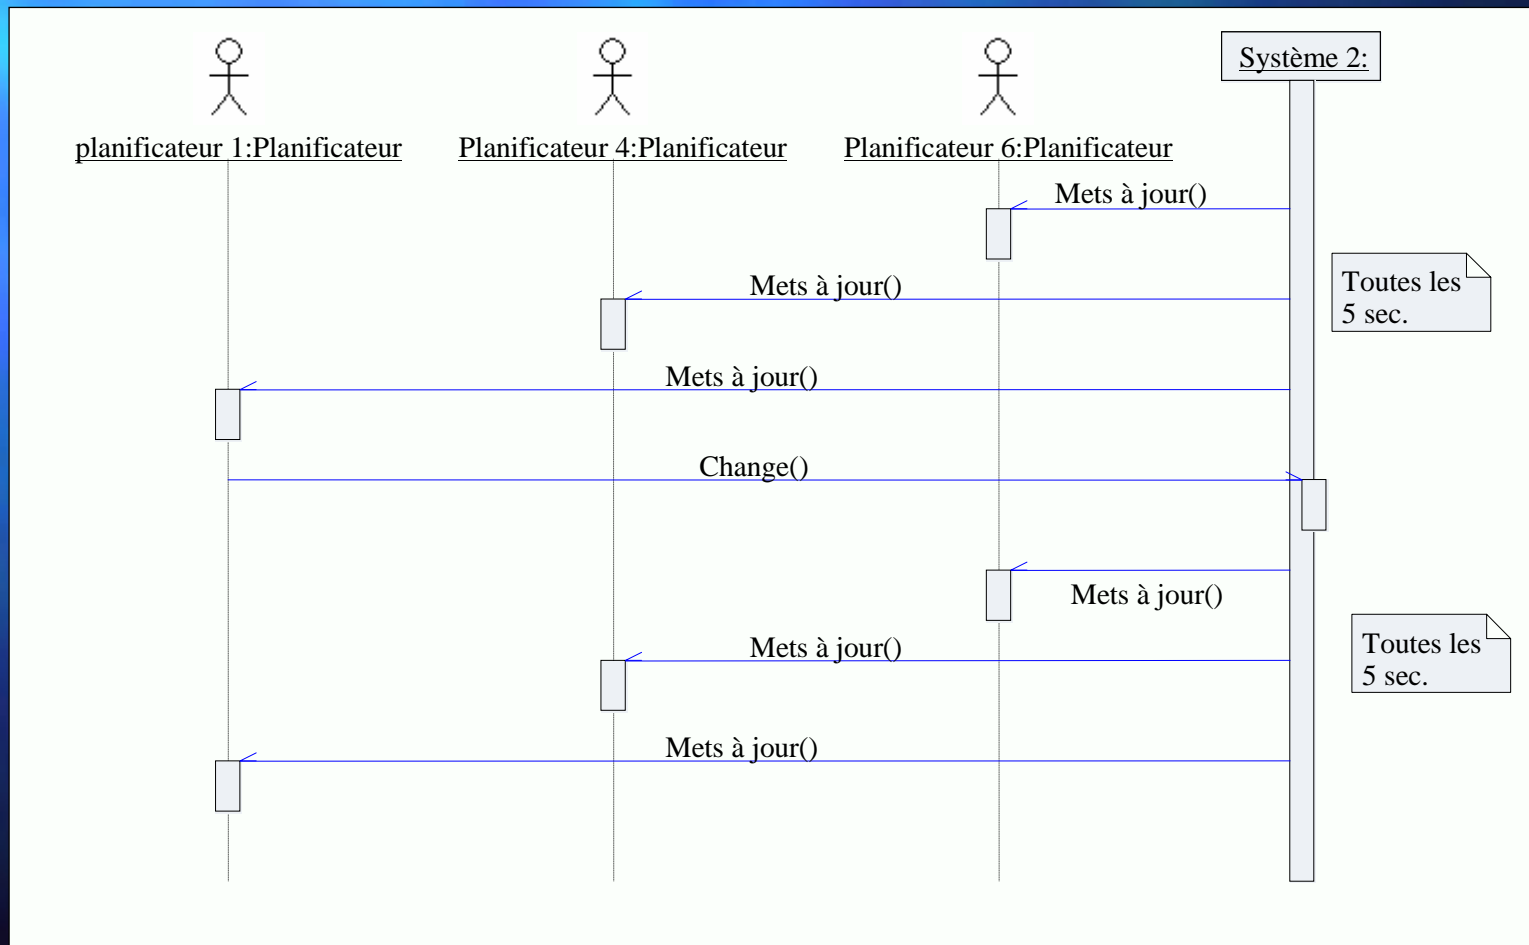 Système 2:
planificateur 1:Planificateur
Planificateur 4:Planificateur
Planificateur 6:Planificateur
Mets à jour()
Toutes les
5 sec.
Mets à jour()
Mets à jour()
Change()
Mets à jour()
Toutes les
5 sec.
Mets à jour()
Mets à jour()